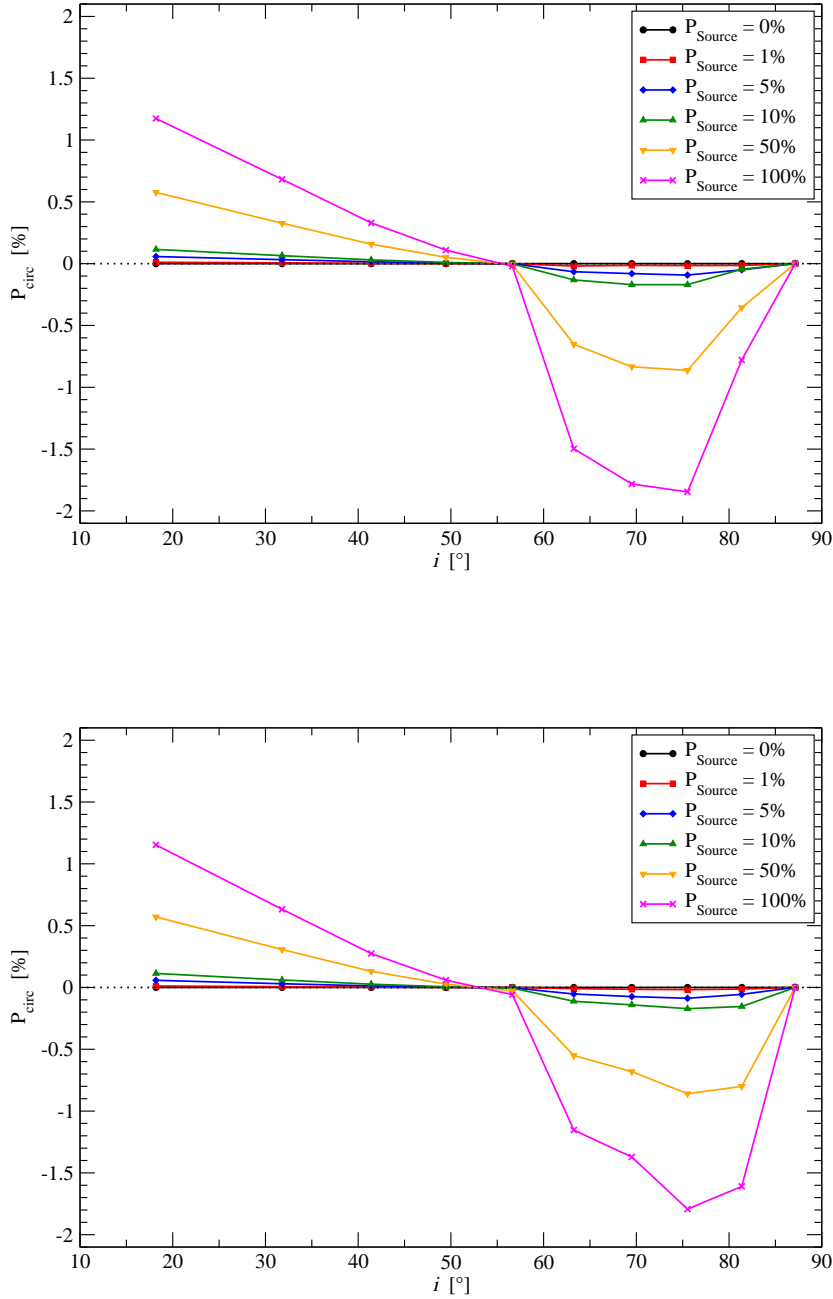 2
P_Source = 0%
P_Source = 1%
1.5
P_Source = 5%
P_Source = 10%
1
P_Source = 50%
P_Source = 100%
0.5
0
-0.5
-1
-1.5
-2
P_circ [%]
10 20 30 40 50 60 70 80 90
i [°]
2
P_Source = 0%
P_Source = 1%
1.5
P_Source = 5%
P_Source = 10%
1
P_Source = 50%
P_Source = 100%
0.5
0
-0.5
-1
-1.5
-2
P_circ [%]
10 20 30 40 50 60 70 80 90
i [°]